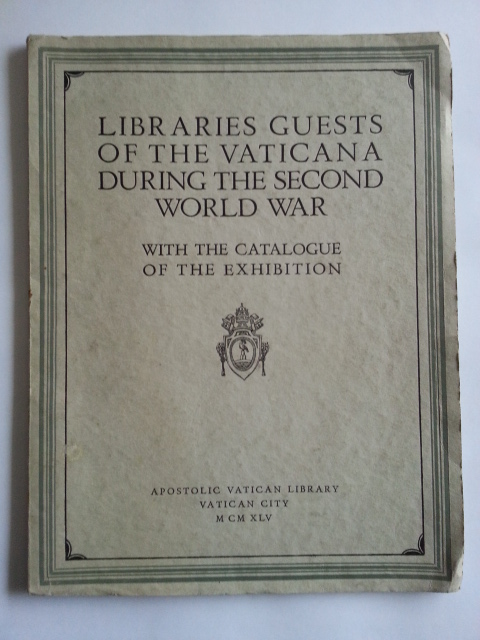 LIBRARIES GUESTS
OF THE VATICANA
DURING THE SECOND
WORLD WAR
WITH THE CATALOGUE
OF THE EXHIBITION
APOSTOLIC VATICAN LIBRARY
VATICAN CITY
MCMXLV